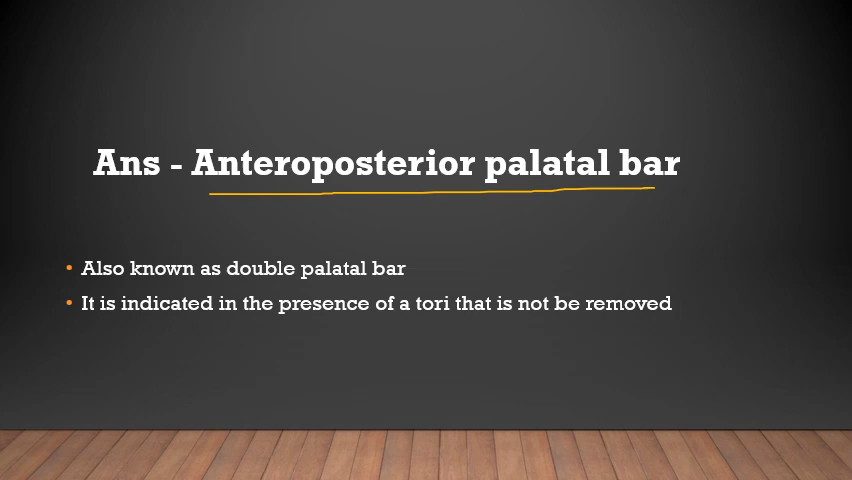 Ans - Anteroposterior palatal bar
• Also known as double palatal bar
• It is indicated in the presence of a tori that is not be removed